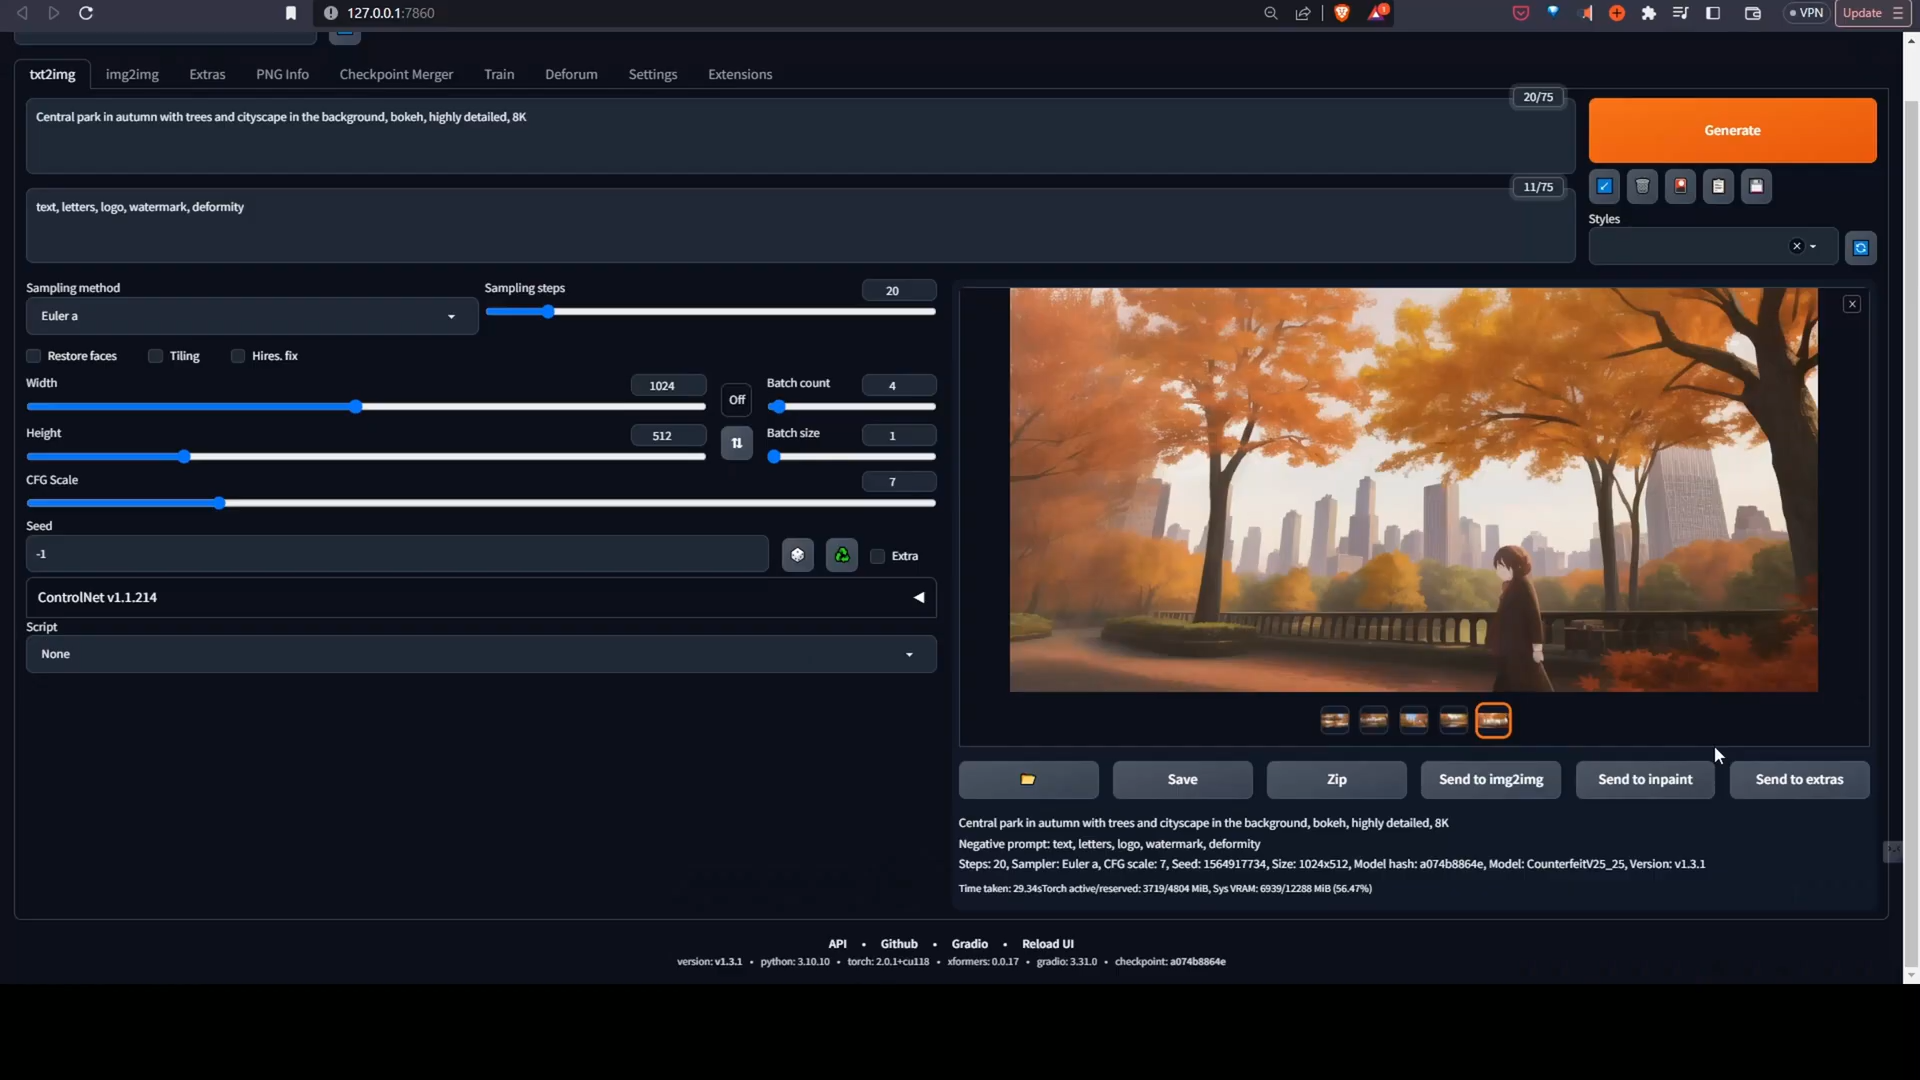 127.0.0.1:7860
1
VPN
Update
txt2img
img2img
Extras
PNG Info
Checkpoint Merger
Train
Deforum
Settings
Extensions
20/75
Central park in autumn with trees and cityscape in the background, bokeh, highly detailed, 8K
Generate
11/75
text, letters, logo, watermark, deformity
Styles
Sampling method
Euler a
Sampling steps
20
Restore faces
Tiling
Hires. fix
Width
1024
Off
Batch count
4
Height
512
Batch size
1
CFG Scale
7
Seed
-1
Extra
ControlNet v1.1.214
Script
None
Save
Zip
Send to img2img
Send to inpaint
Send to extras
Central park in autumn with trees and cityscape in the background, bokeh, highly detailed, 8K
Negative prompt: text, letters, logo, watermark, deformity
Steps: 20, Sampler: Euler a, CFG scale: 7, Seed: 1564917734, Size: 1024x512, Model hash: a074b8864e, Model: CounterfeitV25_25, Version: v1.3.1
Time taken: 29.34sTorch active/reserved: 3719/4804 MiB, Sys VRAM: 6939/12288 MiB (56.47%)
API • Github • Gradio • Reload UI
version: v1.3.1 • python: 3.10.10 • torch: 2.0.1+cu118 • xformers: 0.0.17 • gradio: 3.31.0 • checkpoint: a074b8864e